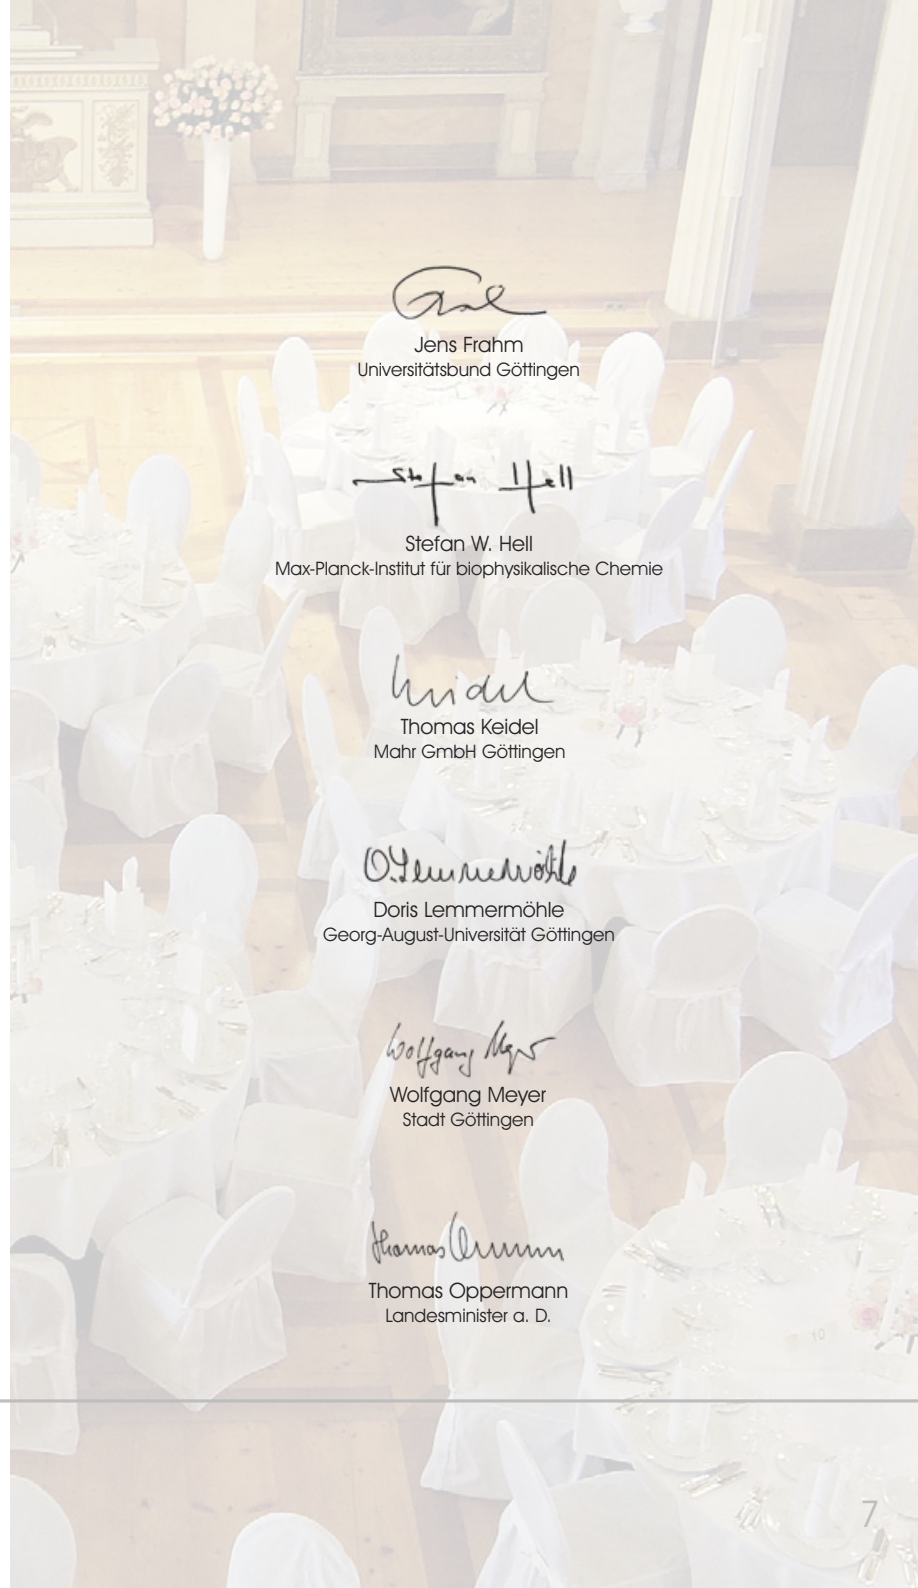 Jens Frahm
Universitätsbund Göttingen
Stefan Hell
Stefan W. Hell
Max-Planck-Institut für biophysikalische Chemie
Keidel
Thomas Keidel
Mahr GmbH Göttingen
D. Lemmermöhle
Doris Lemmermöhle
Georg-August-Universität Göttingen
Wolfgang Meyer
Wolfgang Meyer
Stadt Göttingen
Thomas
Thomas Oppermann
Landesminister a. D.
10
7